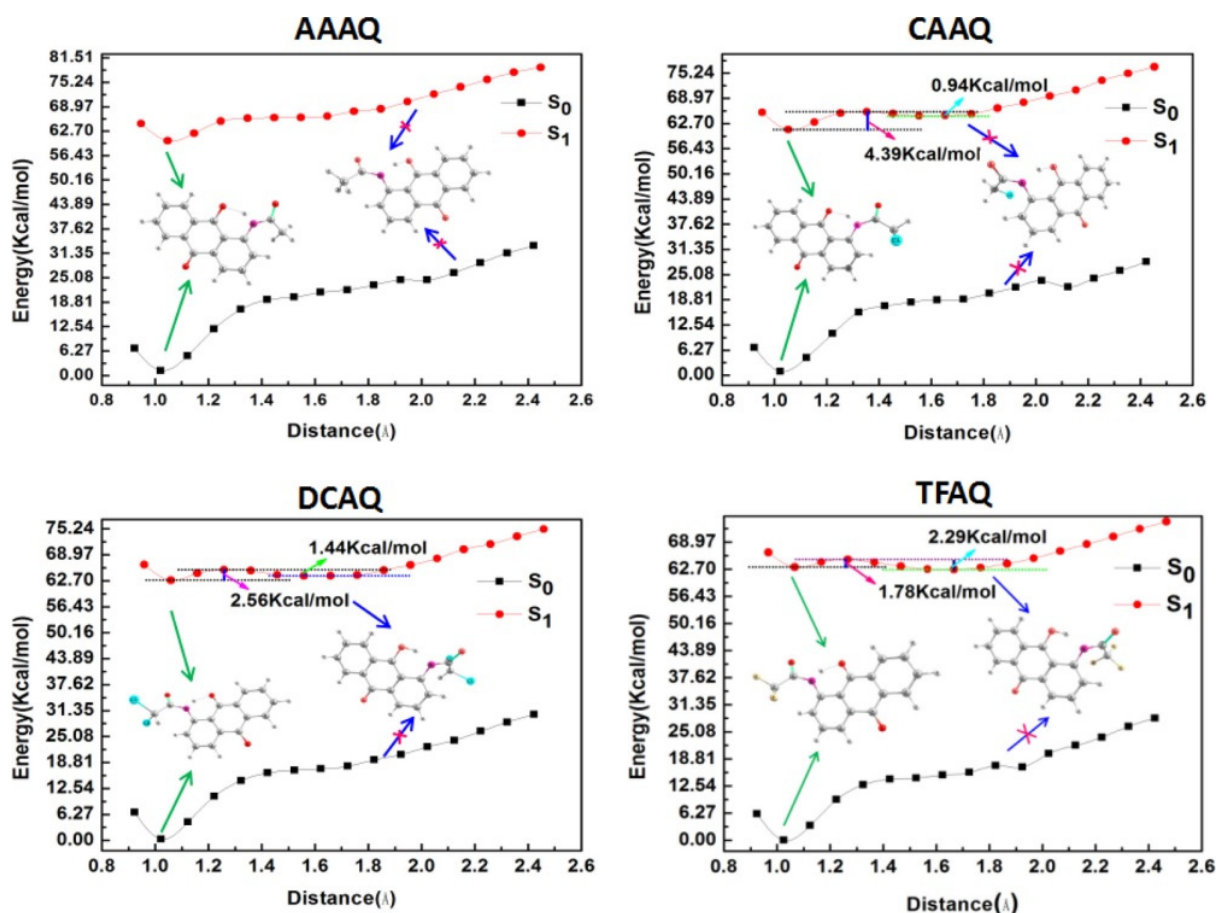 AAAQ
81.51
75.24
68.97
62.70
56.43
50.16
43.89
37.62
31.35
25.08
18.81
12.54
6.27
0.00
Energy(Kcal/mol)
S0
S1
0.8 1.0 1.2 1.4 1.6 1.8 2.0 2.2 2.4 2.6
Distance(Å)
CAAQ
75.24
68.97
62.70
56.43
50.16
43.89
37.62
31.35
25.08
18.81
12.54
6.27
0.00
Energy(Kcal/mol)
0.94Kcal/mol
4.39Kcal/mol
S0
S1
0.8 1.0 1.2 1.4 1.6 1.8 2.0 2.2 2.4 2.6
Distance(Å)
DCAQ
75.24
68.97
62.70
56.43
50.16
43.89
37.62
31.35
25.08
18.81
12.54
6.27
0.00
Energy(Kcal/mol)
1.44Kcal/mol
2.56Kcal/mol
S0
S1
0.8 1.0 1.2 1.4 1.6 1.8 2.0 2.2 2.4 2.6
Distance(Å)
TFAQ
68.97
62.70
56.43
50.16
43.89
37.62
31.35
25.08
18.81
12.54
6.27
0.00
Energy(Kcal/mol)
2.29Kcal/mol
1.78Kcal/mol
S0
S1
0.8 1.0 1.2 1.4 1.6 1.8 2.0 2.2 2.4 2.6
Distance(Å)